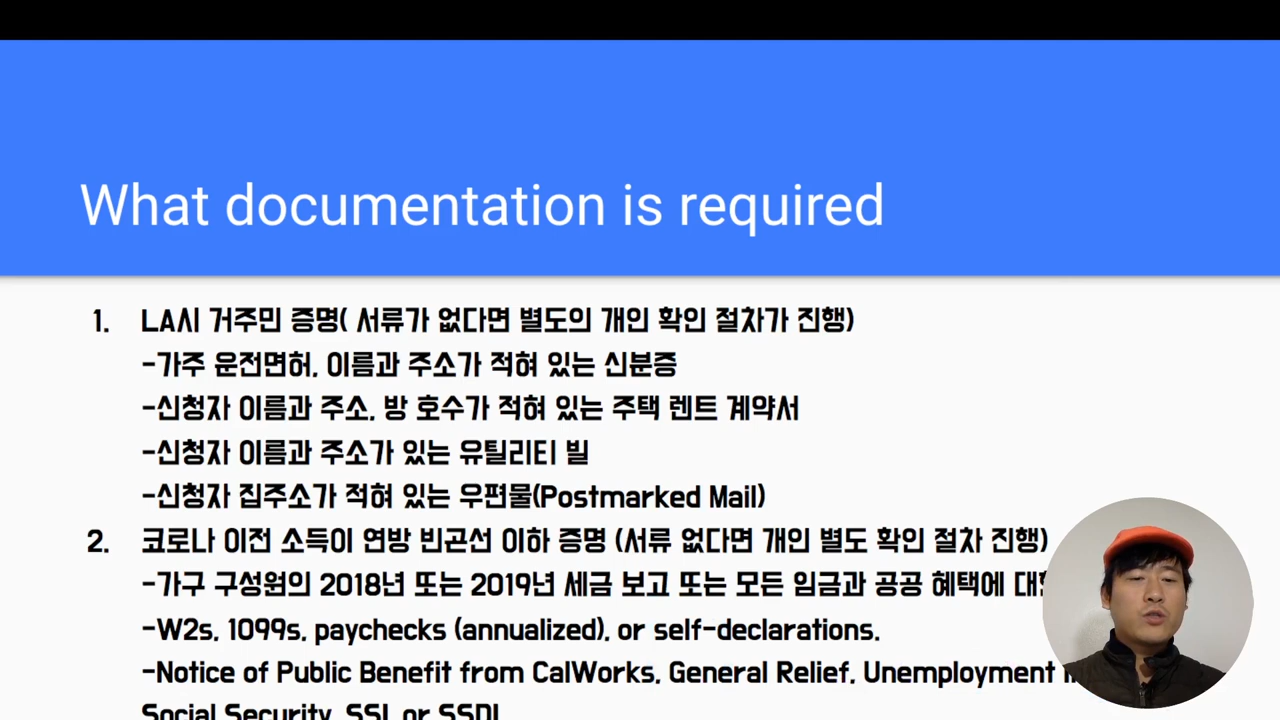 What documentation is required
1. LA시 거주민 증명( 서류가 없다면 별도의 개인 확인 절차가 진행)
-가주 운전면허, 이름과 주소가 적혀 있는 신분증
-신청자 이름과 주소, 방 호수가 적혀 있는 주택 렌트 계약서
-신청자 이름과 주소가 있는 유틸리티 빌
-신청자 집주소가 적혀 있는 우편물(Postmarked Mail)
2. 코로나 이전 소득이 연방 빈곤선 이하 증명 (서류 없다면 개인 별도 확인 절차 진행)
-가구 구성원의 2018년 또는 2019년 세금 보고 또는 모든 임금과 공공 혜택에
-W2s, 1099s, paychecks (annualized), or self-declarations.
-Notice of Public Benefit from CalWorks, General Relief, Unemployment
Social Security, SSI, or SSDI